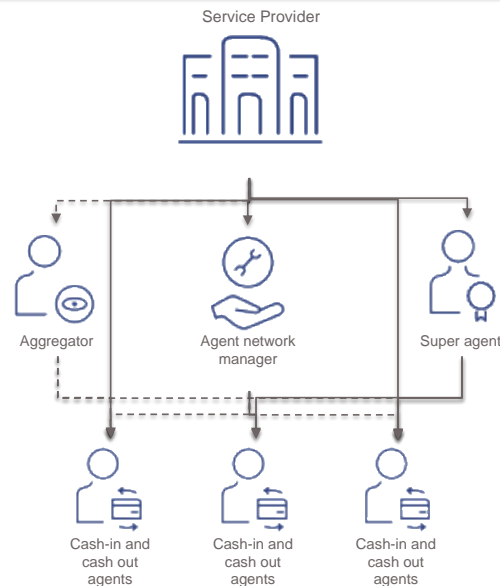 Service Provider
Aggregator
Agent network
manager
Super agent
Cash-in and
cash out
agents
Cash-in and
cash out
agents
Cash-in and
cash out
agents